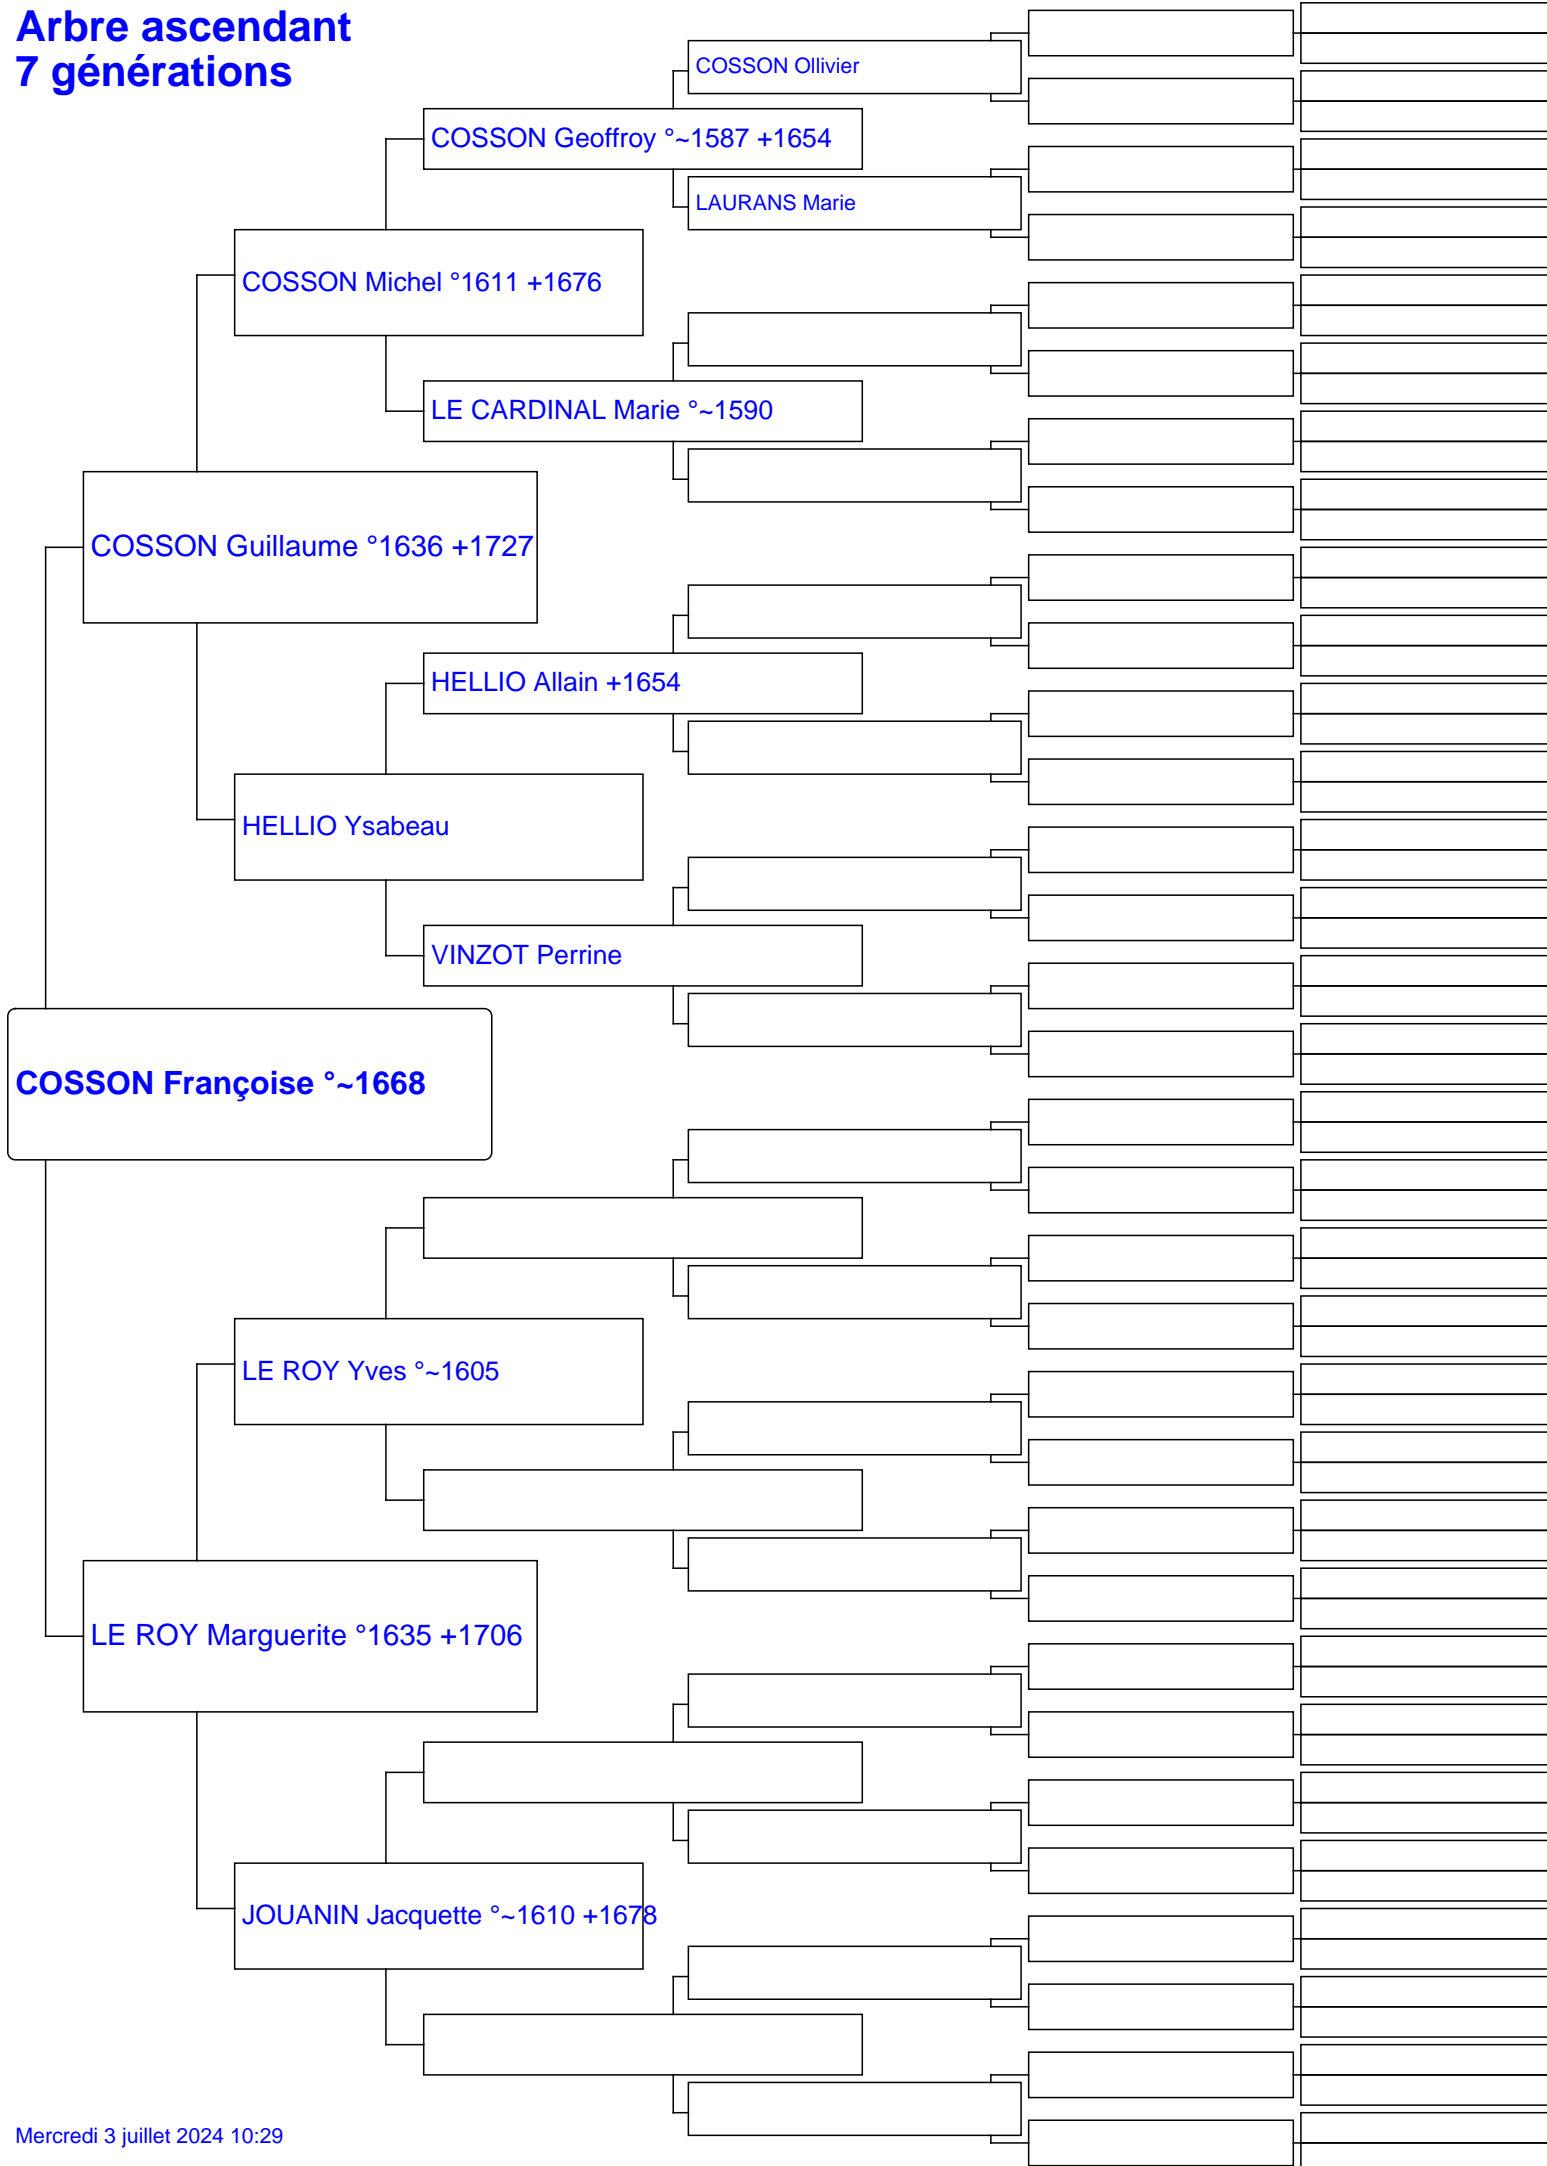 Arbre ascendant
7 générations
COSSON Ollivier
COSSON Geoffroy °~1587 +1654
LAURANS Marie
COSSON Michel °1611 +1676
LE CARDINAL Marie °~1590
COSSON Guillaume °1636 +1727
HELLIO Allain +1654
HELLIO Ysabeau
VINZOT Perrine
COSSON Françoise °~1668
LE ROY Yves °~1605
LE ROY Marguerite °1635 +1706
JOUANIN Jacquette °~1610 +1678
Mercredi 3 juillet 2024 10:29